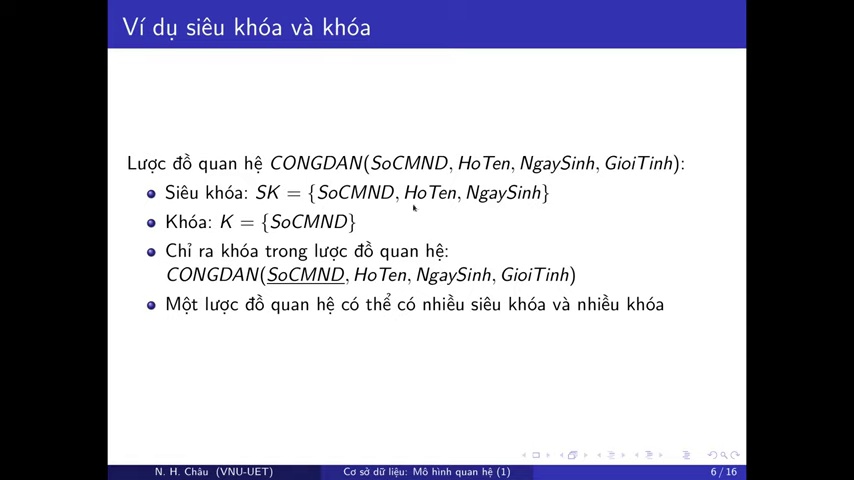 Ví dụ siêu khóa và khóa
Lược đồ quan hệ CONGDAN(SoCMND, HoTen, NgaySinh, GioiTinh):
Siêu khóa: SK = {SoCMND, HoTen, NgaySinh}
Khóa: K = {SoCMND}
Chỉ ra khóa trong lược đồ quan hệ:
CONGDAN(SoCMND, HoTen, NgaySinh, GioiTinh)
Một lược đồ quan hệ có thể có nhiều siêu khóa và nhiều khóa
N. H. Châu (VNU-UET) Cơ sở dữ liệu: Mô hình quan hệ (1) 6 / 16